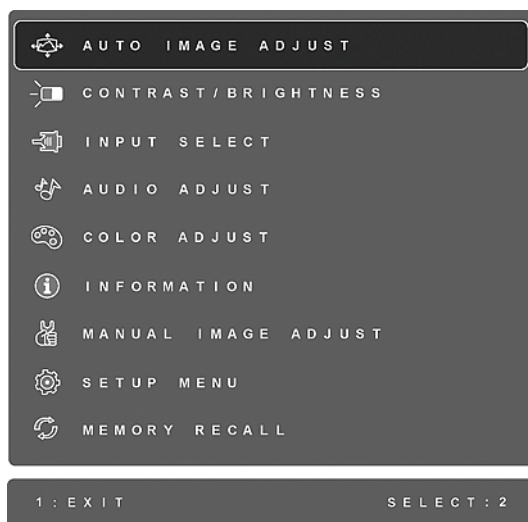 AUTO IMAGE ADJUST
CONTRAST/BRIGHTNESS
INPUT SELECT
AUDIO ADJUST
COLOR ADJUST
INFORMATION
MANUAL IMAGE ADJUST
SETUP MENU
MEMORY RECALL
1:EXIT SELECT:2